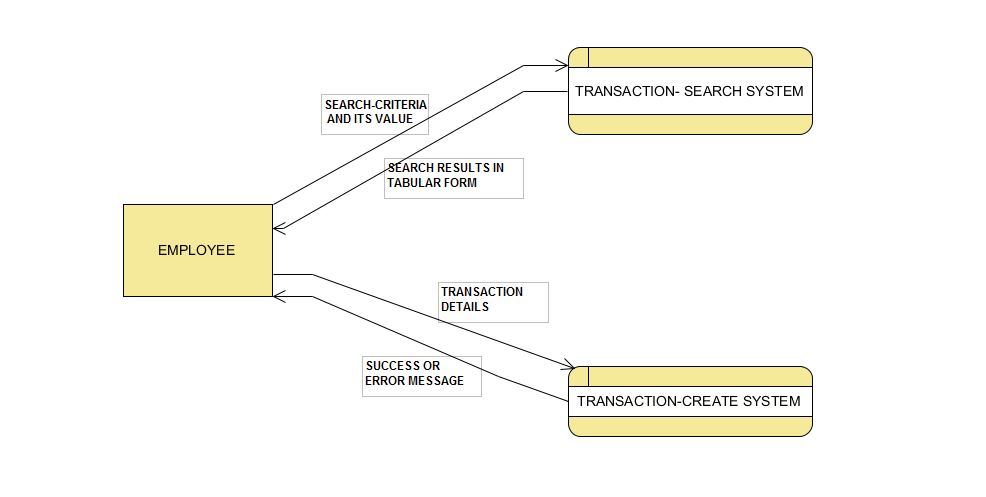 TRANSACTION- SEARCH SYSTEM
SEARCH-CRITERIA
AND ITS VALUE
SEARCH RESULTS IN
TABULAR FORM
EMPLOYEE
TRANSACTION
DETAILS
SUCCESS OR
ERROR MESSAGE
TRANSACTION-CREATE SYSTEM